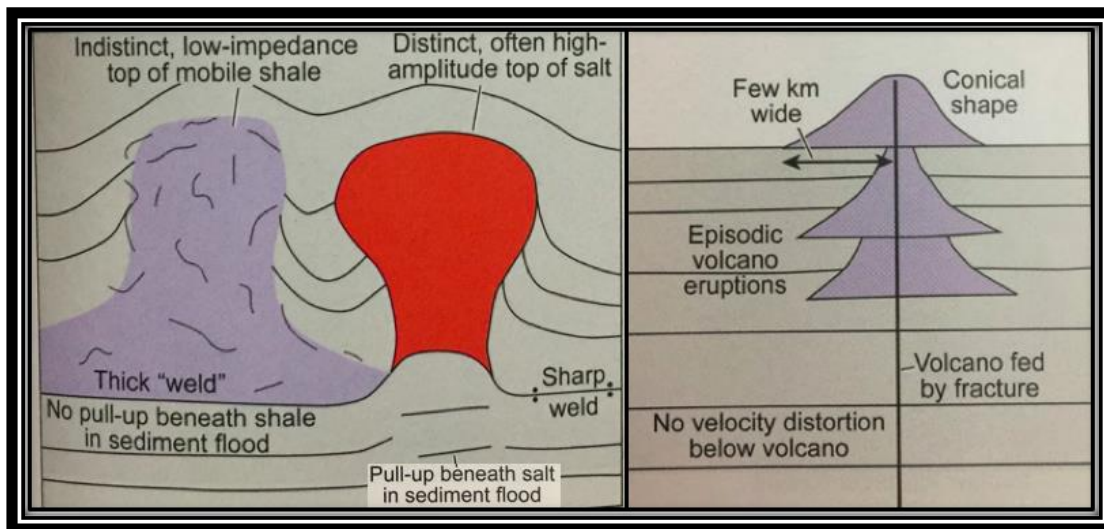 Indistinct, low-impedance
top of mobile shale
Distinct, often high-
amplitude top of salt
Thick “weld”
Sharp
weld
No pull-up beneath shale
in sediment flood
Pull-up beneath salt
in sediment flood
Few km
wide
Conical
shape
Episodic
volcano
eruptions
Volcano fed
by fracture
No velocity distortion
below volcano